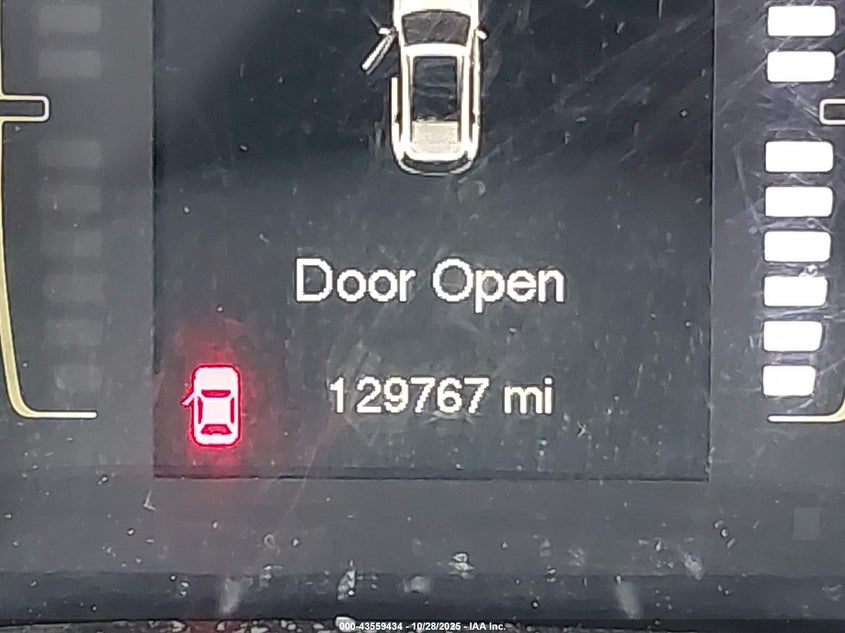 Door Open
129767 mi
000-43559434 - 10/28/2025 - IAA Inc.